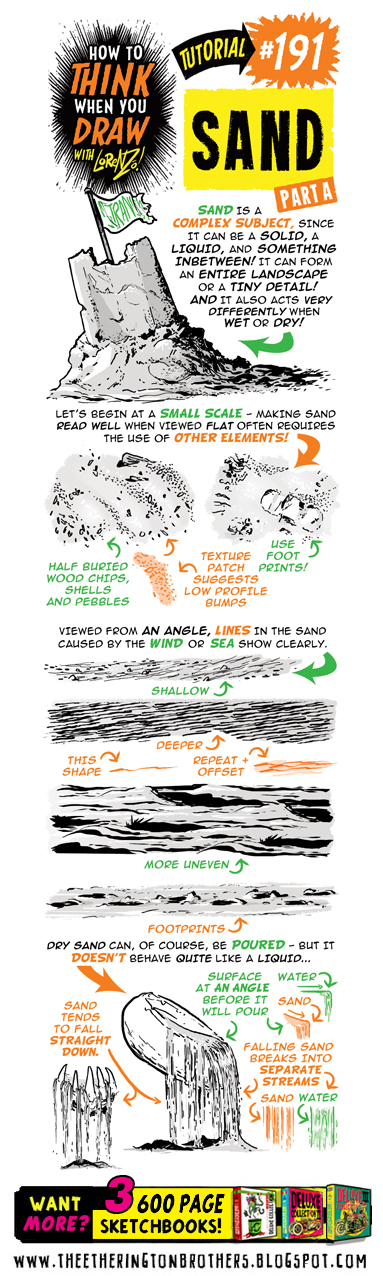 HOW TO
THINK
WHEN YOU
DRAW
WITH LORENZO!
TUTORIAL
#191
SAND
PART A
SAND IS A
COMPLEX SUBJECT, SINCE
IT CAN BE A SOLID, A
LIQUID, AND SOMETHING
INBETWEEN! IT CAN FORM
AN ENTIRE LANDSCAPE
OR A TINY DETAIL!
AND IT ALSO ACTS VERY
DIFFERENTLY WHEN
WET OR DRY!
LET'S BEGIN AT A SMALL SCALE – MAKING SAND
READ WELL WHEN VIEWED FLAT OFTEN REQUIRES
THE USE OF OTHER ELEMENTS!
HALF BURIED
WOOD CHIPS,
SHELLS
AND PEBBLES
TEXTURE
PATCH
SUGGESTS
LOW PROFILE
BUMPS
USE
FOOT
PRINTS!
VIEWED FROM AN ANGLE, LINES IN THE SAND
CAUSED BY THE WIND OR SEA SHOW CLEARLY.
SHALLOW
DEEPER
THIS
SHAPE
REPEAT +
OFFSET
MORE UNEVEN
FOOTPRINTS
DRY SAND CAN, OF COURSE, BE POURED – BUT IT
DOESN'T BEHAVE QUITE LIKE A LIQUID...
SAND
TENDS
TO FALL
STRAIGHT
DOWN.
SURFACE
AT AN ANGLE
BEFORE IT
WILL POUR
WATER
SAND
FALLING SAND
BREAKS INTO
SEPARATE
STREAMS
SAND WATER
WANT
MORE?
3 600 PAGE
SKETCHBOOKS!
DELUXE
WWW.THEETHERINGTONBROTHERS.BLOGSPOT.COM